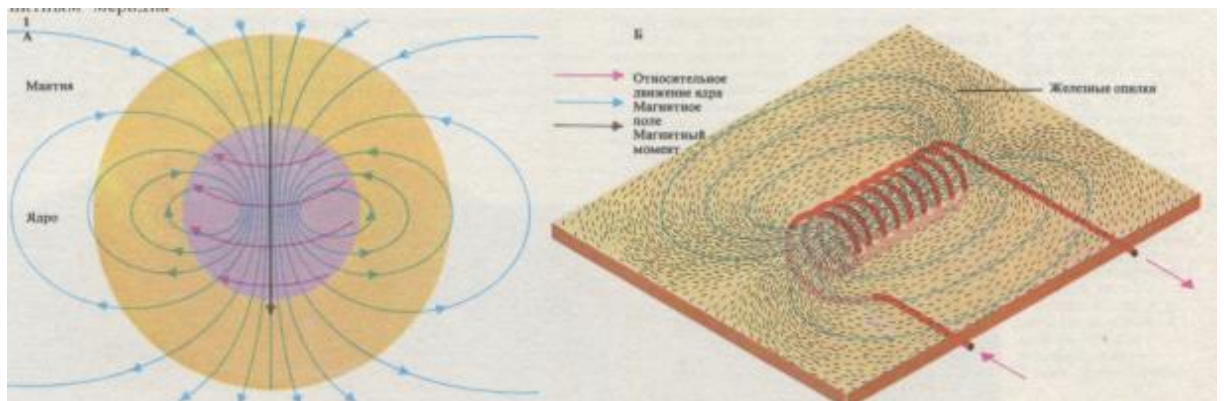 1
А
Мантия
Ядро
Б
Относительное
движение ядра
Магнитное
поле
Магнитный
момент
Железные опилки